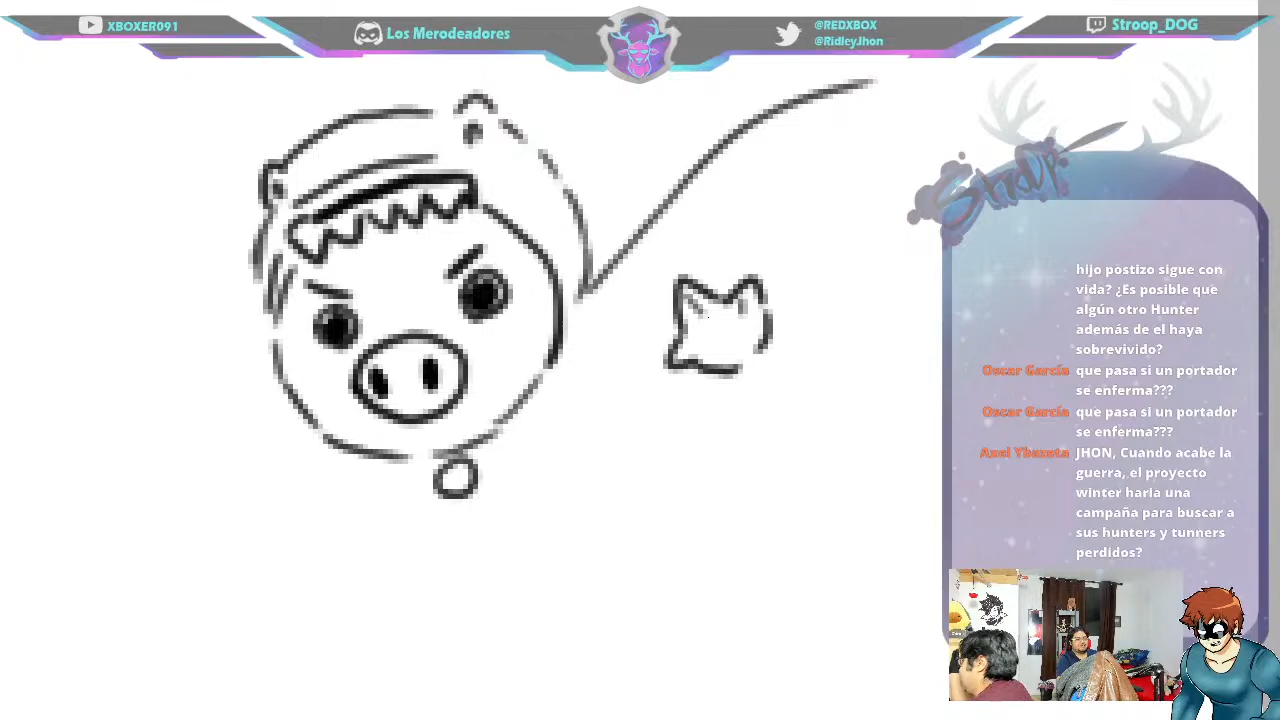 XBOXER091
Los Merodeadores
@REDXBOX
@RidleyJhon
Stroop_DOG
Stroop
hijo postizo sigue con
vida? ¿Es posible que
algún otro Hunter
además de el haya
sobrevivido?
Oscar García que pasa si un portador
se enferma???
Oscar García que pasa si un portador
se enferma???
Axel Ybazeta JHON, Cuando acabe la
guerra, el proyecto
winter haria una
campaña para buscar a
sus hunters y tunners
perdidos?